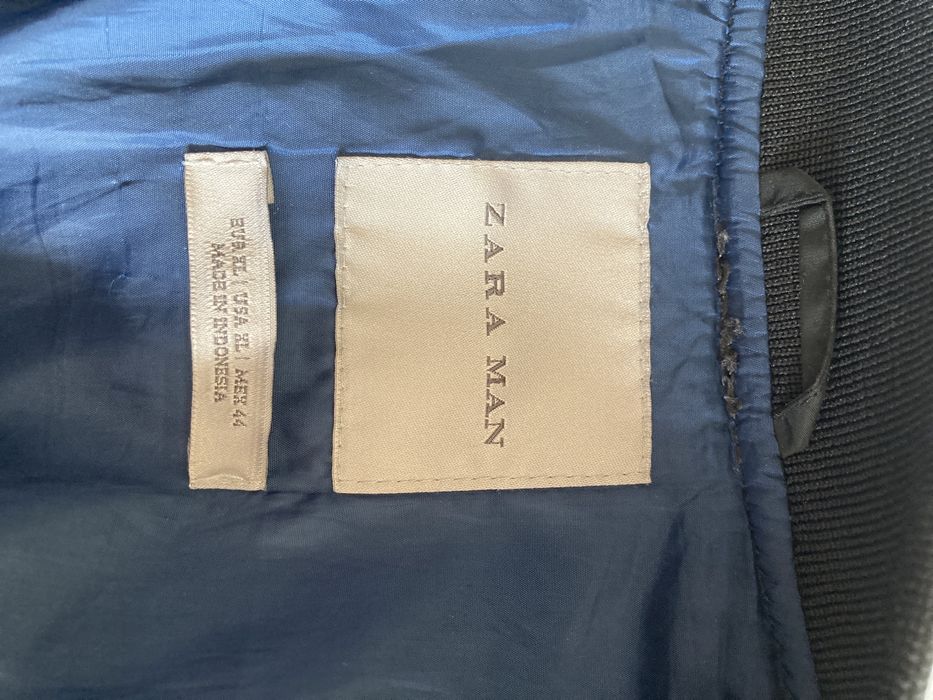 ZARA MAN
EUR XL | USA XL | MEX 44
MADE IN INDONESIA